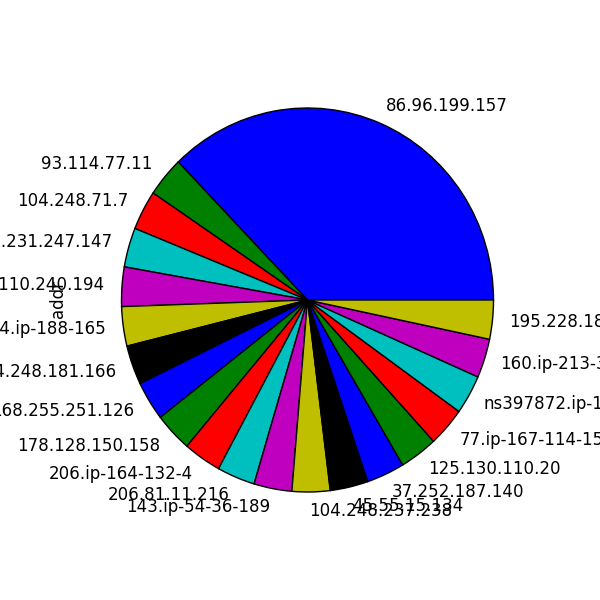 86.96.199.157
93.114.77.11
104.248.71.7
.231.247.147
110.240.194
addr
4.ip-188-165
4.248.181.166
68.255.251.126
178.128.150.158
206.ip-164-132-4
206.81.11.216
143.ip-54-36-189
104.248.237.238
45.55.15.134
37.252.187.140
125.130.110.20
77.ip-167-114-15
ns397872.ip-1
160.ip-213-3
195.228.18